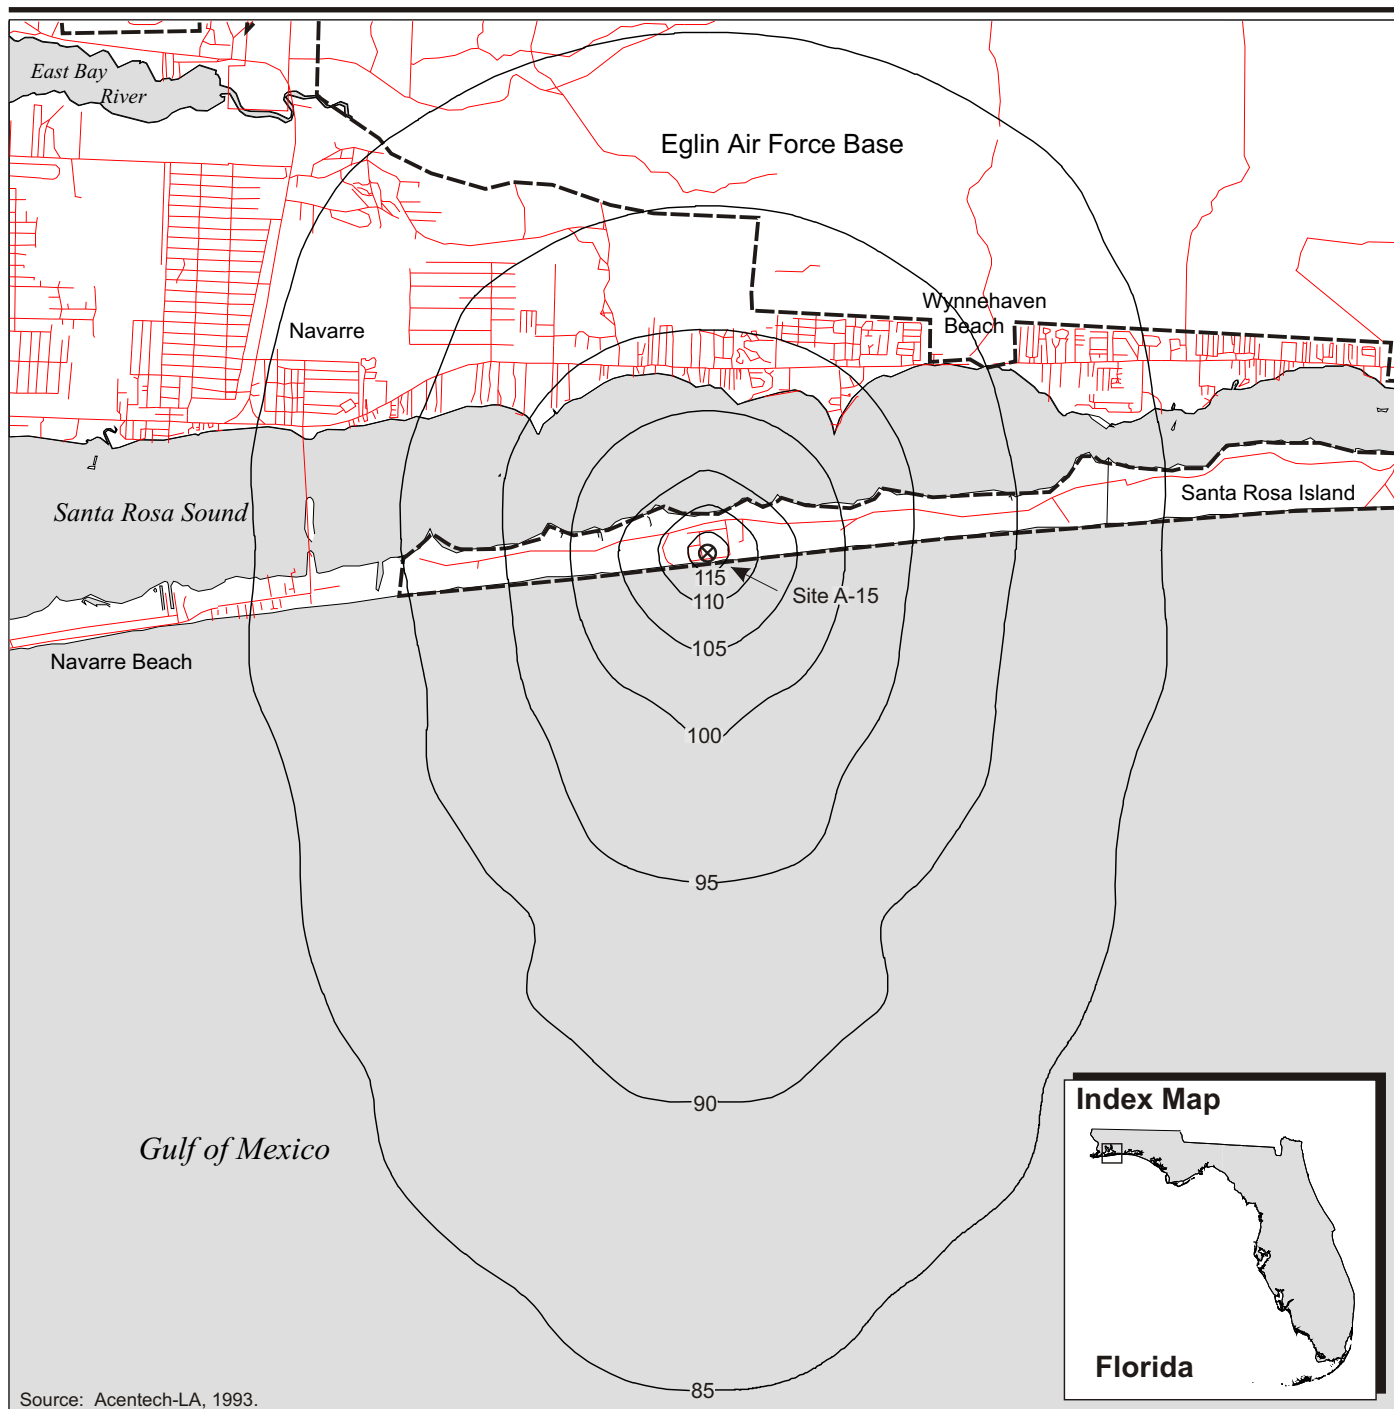 East Bay
River
Eglin Air Force Base
Wynnehaven
Beach
Navarre
Santa Rosa Island
Santa Rosa Sound
115
Site A-15
110
105
Navarre Beach
100
95
90
Index Map
Gulf of Mexico
Florida
85
Source: Acentech-LA, 1993.